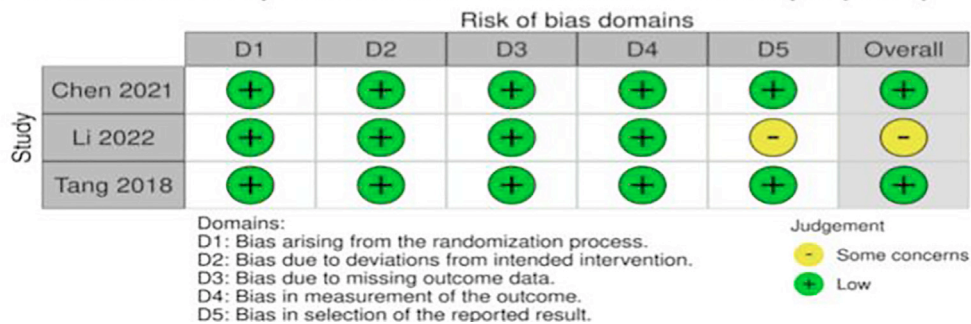 Risk of bias domains
D1 D2 D3 D4 D5 Overall
Study
Chen 2021 + + + + + +
Li 2022 + + + + - -
Tang 2018 + + + + + +
Domains:
D1: Bias arising from the randomization process.
D2: Bias due to deviations from intended intervention.
D3: Bias due to missing outcome data.
D4: Bias in measurement of the outcome.
D5: Bias in selection of the reported result.
Judgement
- Some concerns
+ Low